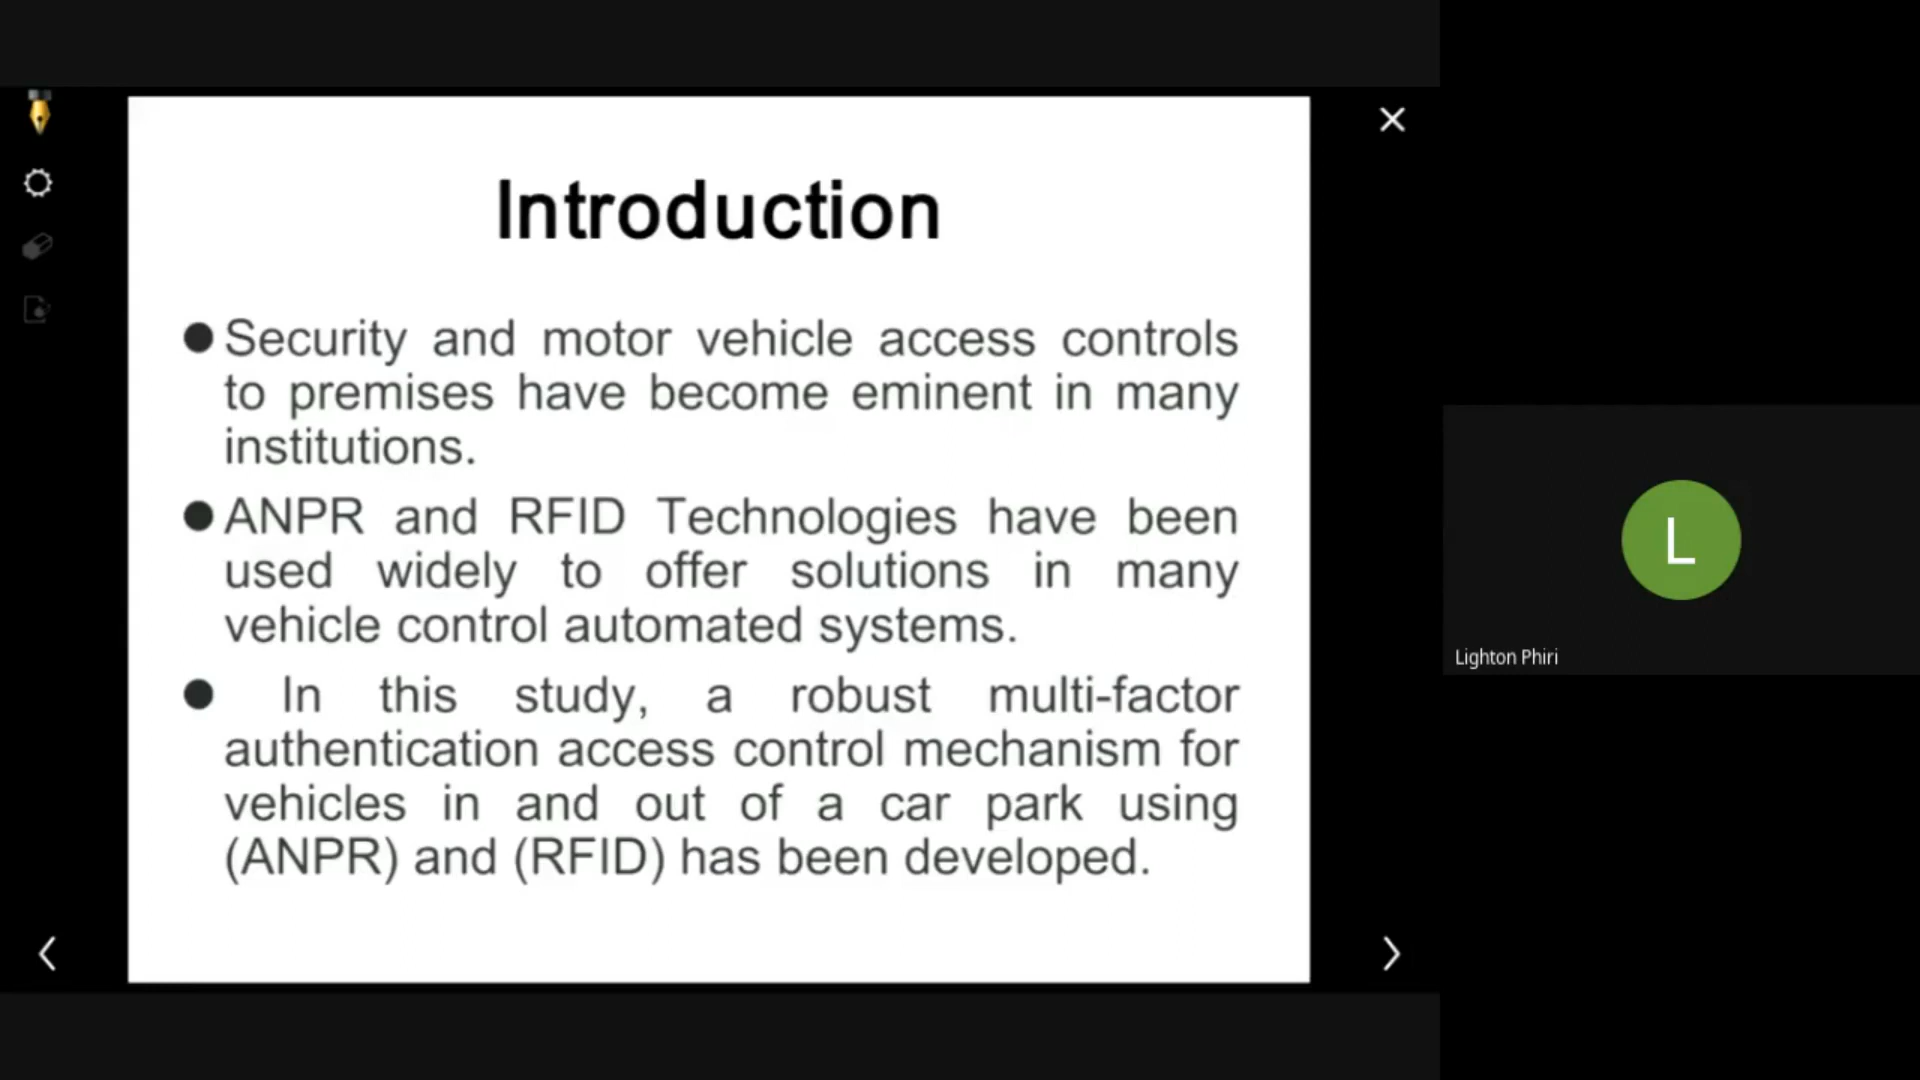 Introduction
● Security and motor vehicle access controls
to premises have become eminent in many
institutions.
● ANPR and RFID Technologies have been
used widely to offer solutions in many
vehicle control automated systems.
● In this study, a robust multi-factor
authentication access control mechanism for
vehicles in and out of a car park using
(ANPR) and (RFID) has been developed.
L
Lighton Phiri